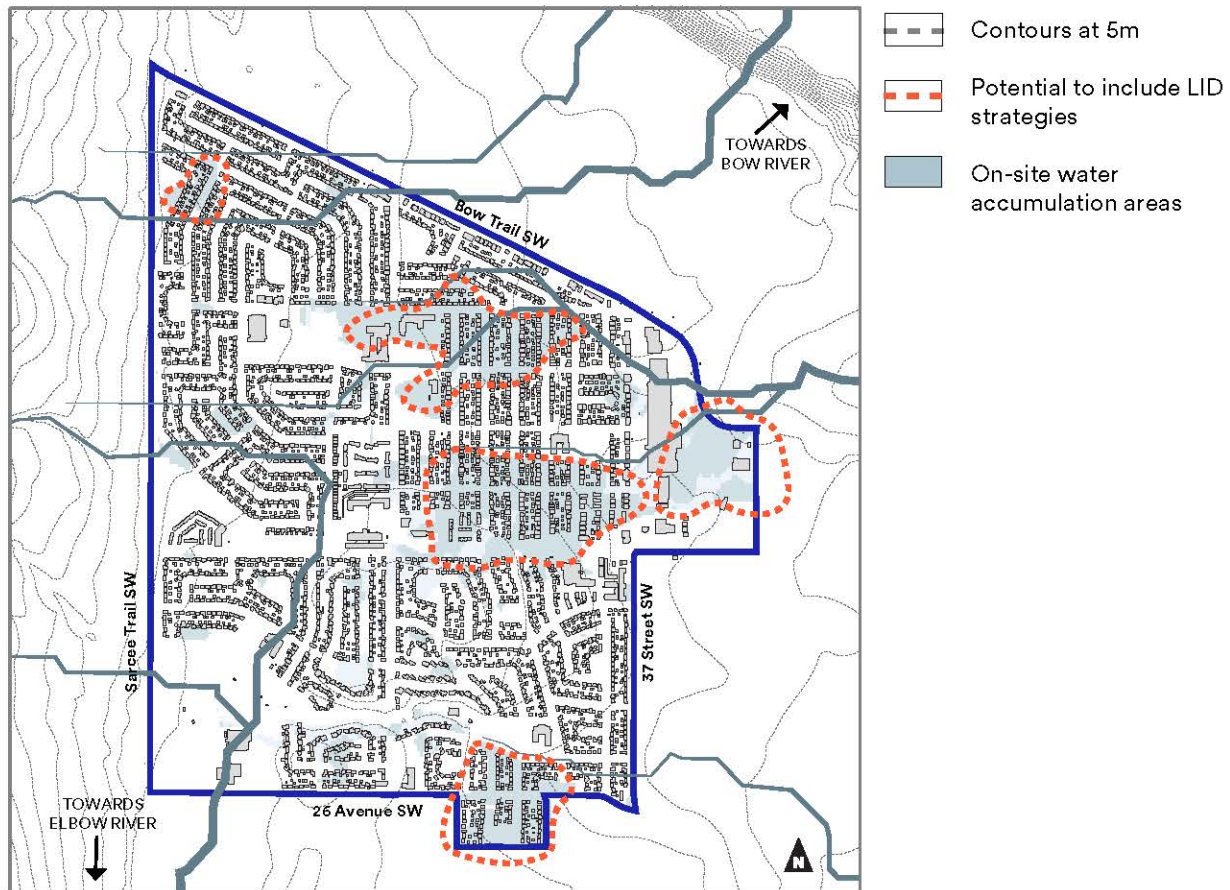 Contours at 5m
Potential to include LID
strategies
On-site water
accumulation areas
TOWARDS
BOW RIVER
Bow Trail SW
Sarcee Trail SW
37 Street SW
26 Avenue SW
TOWARDS
ELBOW RIVER
N